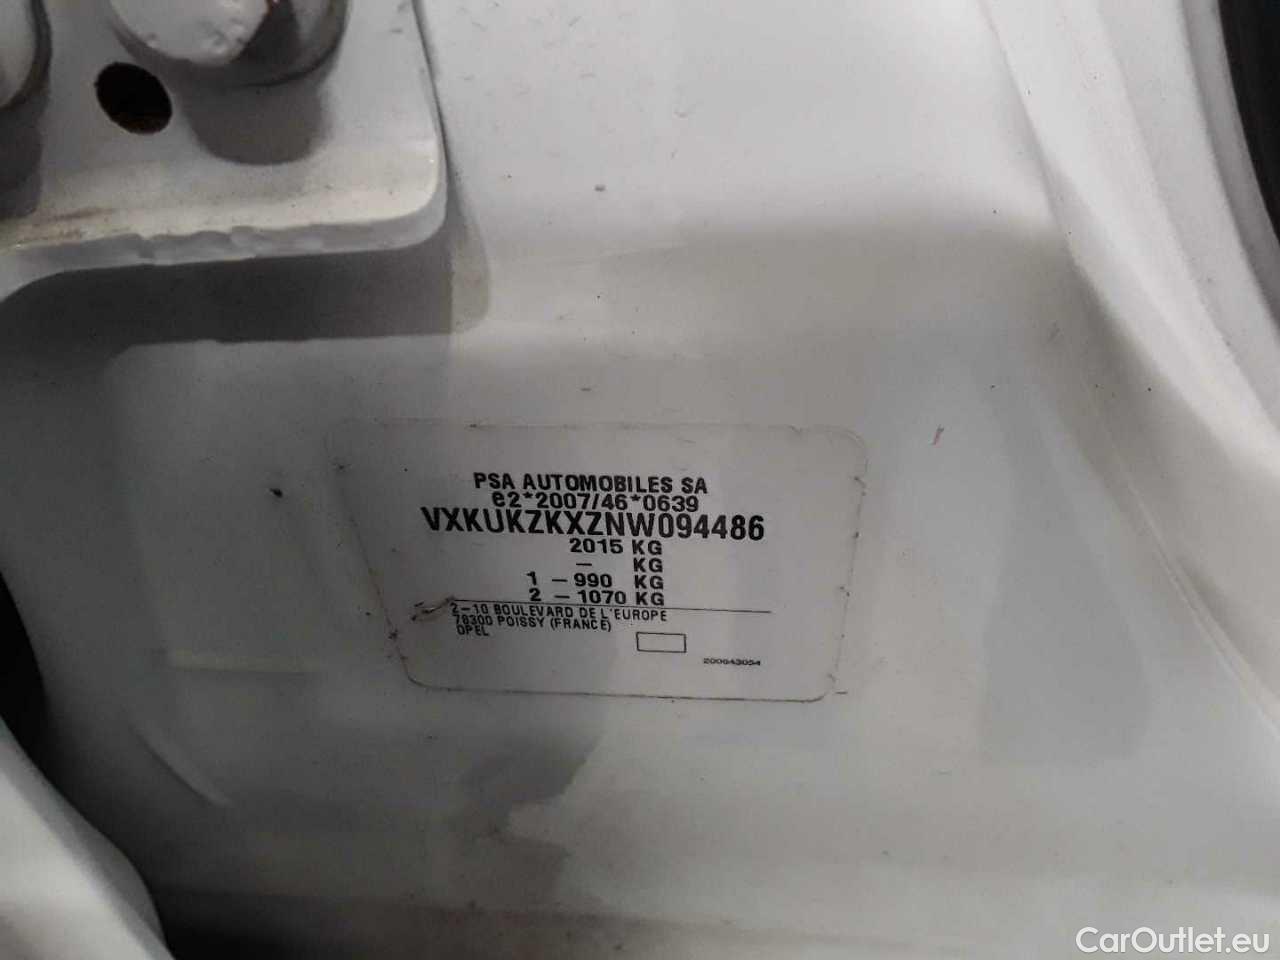 PSA AUTOMOBILES SA
e2*2007/46*0639
VXKUKZKXZNW094486
2015 KG
– KG
1 – 990 KG
2 – 1070 KG
2–10 BOULEVARD DE L'EUROPE
78300 POISSY (FRANCE)
OPEL
200643054
CarOutlet.eu